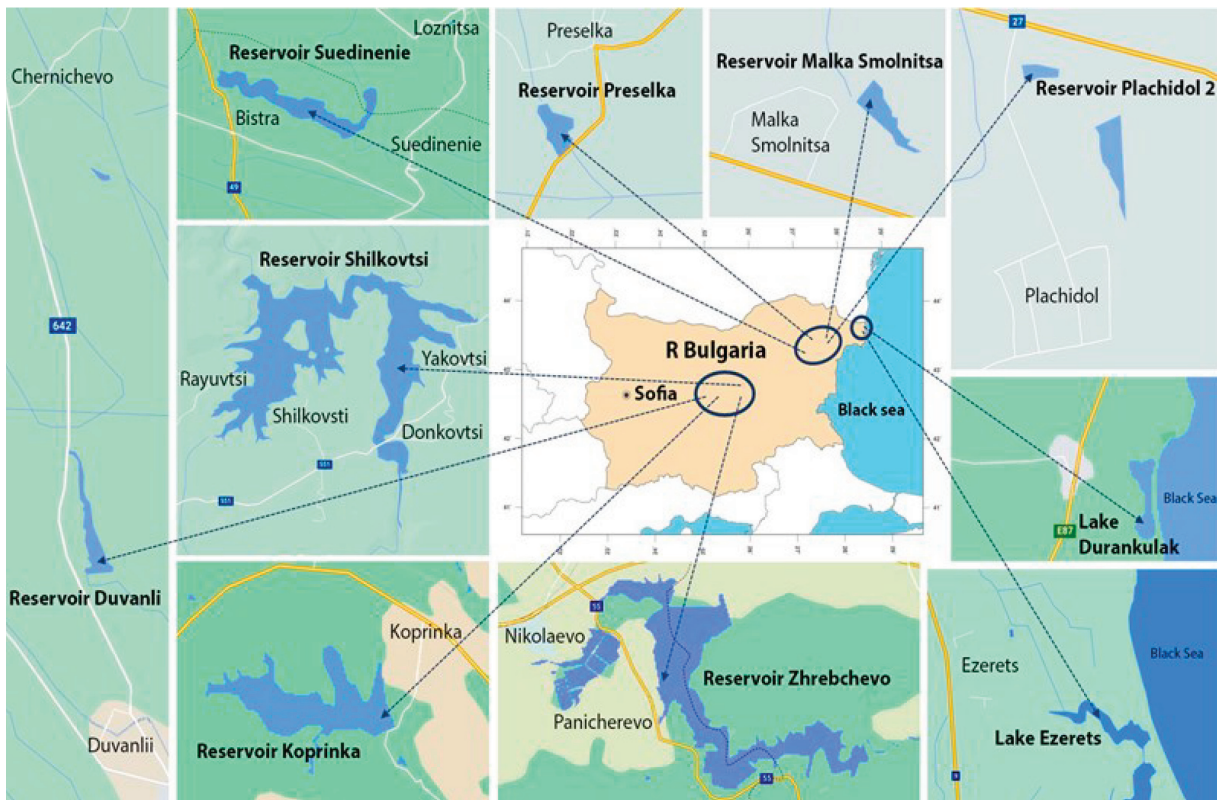 Chernichevo
642
Reservoir Duvanli
Duvanlii
Loznitsa
Reservoir Suedinenie
Bistra
Suedinenie
49
Preselka
Reservoir Preselka
Reservoir Malka Smolnitsa
Malka
Smolnitsa
27
Reservoir Plachidol 2
Plachidol
Reservoir Shilkovtsi
Rayuvtsi
Yakovtsi
Shilkovsti
Donkovtsi
551
551
R Bulgaria
Sofia
Black sea
Black Sea
E87
Lake
Durankulak
Koprinka
Reservoir Koprinka
55
Nikolaevo
Reservoir Zhrebchevo
Panicherevo
55
Black Sea
Ezerets
Lake Ezerets
9